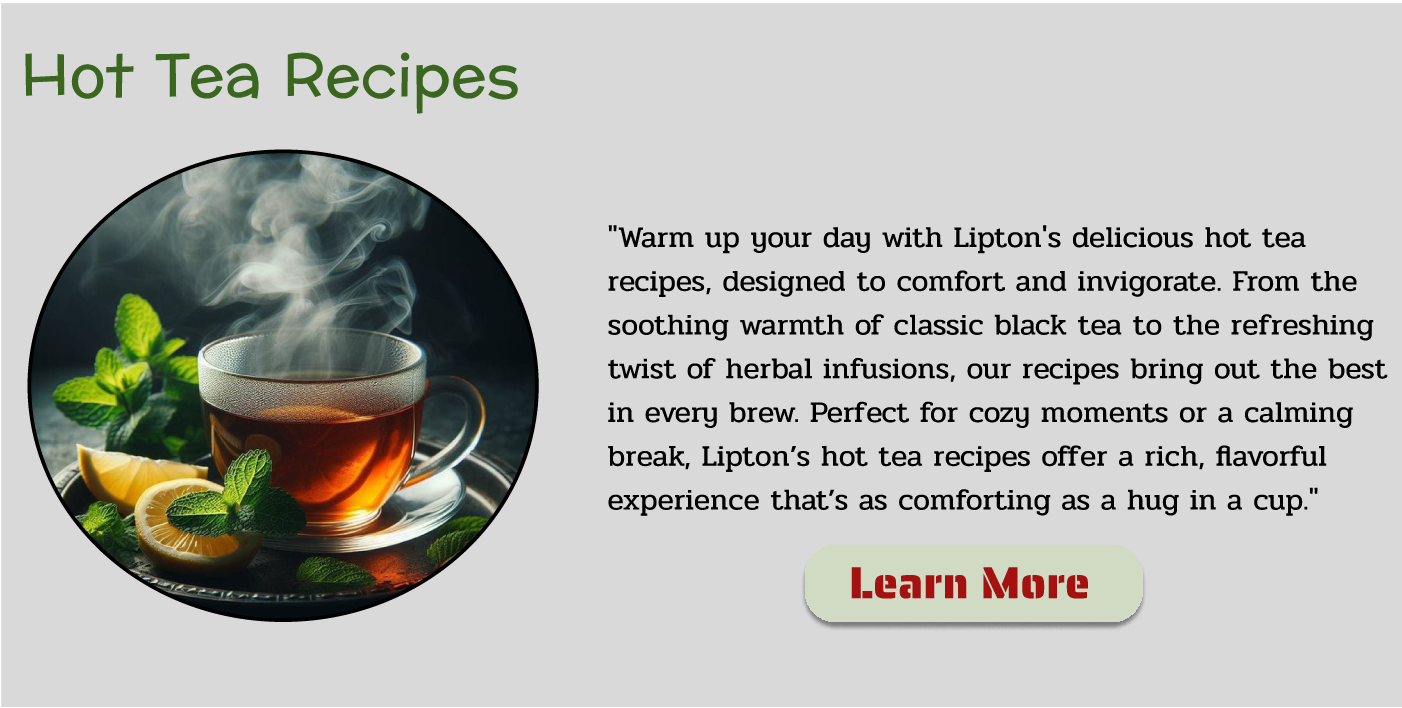 Hot Tea Recipes
"Warm up your day with Lipton's delicious hot tea
recipes, designed to comfort and invigorate. From the
soothing warmth of classic black tea to the refreshing
twist of herbal infusions, our recipes bring out the best
in every brew. Perfect for cozy moments or a calming
break, Lipton’s hot tea recipes offer a rich, flavorful
experience that’s as comforting as a hug in a cup."
Learn More